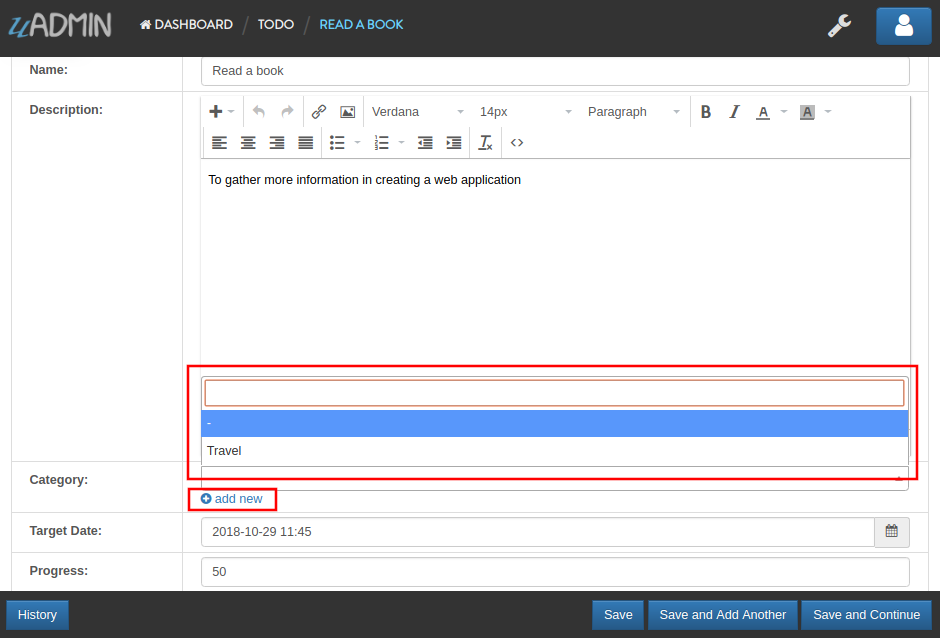 uADMIN DASHBOARD / TODO / READ A BOOK
Name: Read a book
Description:
Verdana 14px Paragraph B I A A
To gather more information in creating a web application
-
Travel
Category:
add new
Target Date: 2018-10-29 11:45
Progress: 50
History Save Save and Add Another Save and Continue